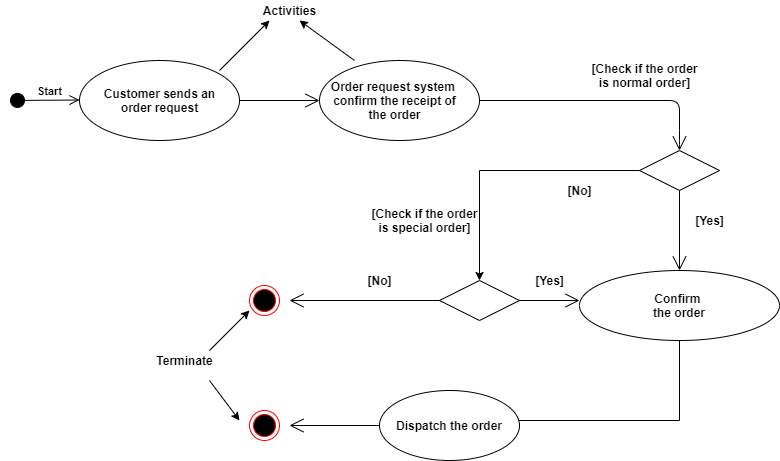 Activities
Start
Customer sends an
order request
Order request system
confirm the receipt of
the order
[Check if the order
is normal order]
[No]
[Yes]
[Check if the order
is special order]
[No]
[Yes]
Confirm
the order
Terminate
Dispatch the order